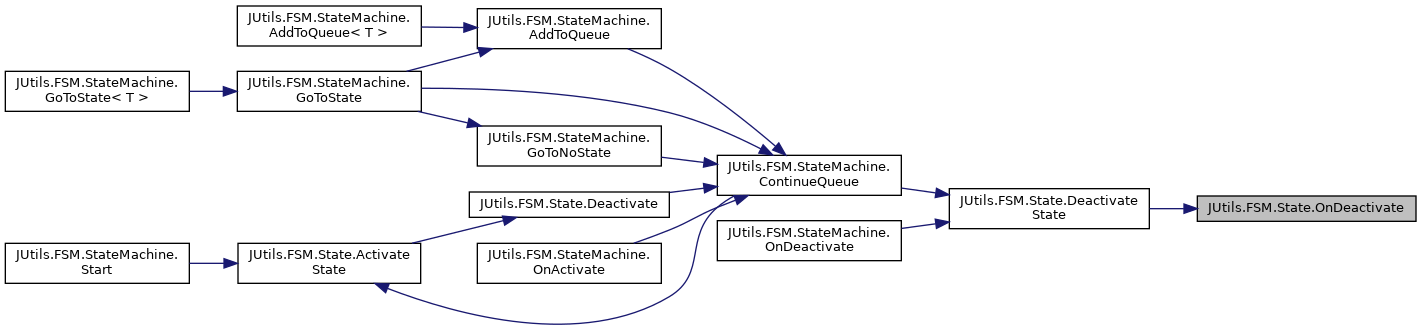 JUtils.FSM.StateMachine.
AddToQueue< T >
JUtils.FSM.StateMachine.
AddToQueue
JUtils.FSM.StateMachine.
GoToState< T >
JUtils.FSM.StateMachine.
GoToState
JUtils.FSM.StateMachine.
GoToNoState
JUtils.FSM.StateMachine.
ContinueQueue
JUtils.FSM.State.Deactivate
JUtils.FSM.State.Deactivate
State
JUtils.FSM.State.OnDeactivate
JUtils.FSM.StateMachine.
OnDeactivate
JUtils.FSM.StateMachine.
Start
JUtils.FSM.State.Activate
State
JUtils.FSM.StateMachine.
OnActivate